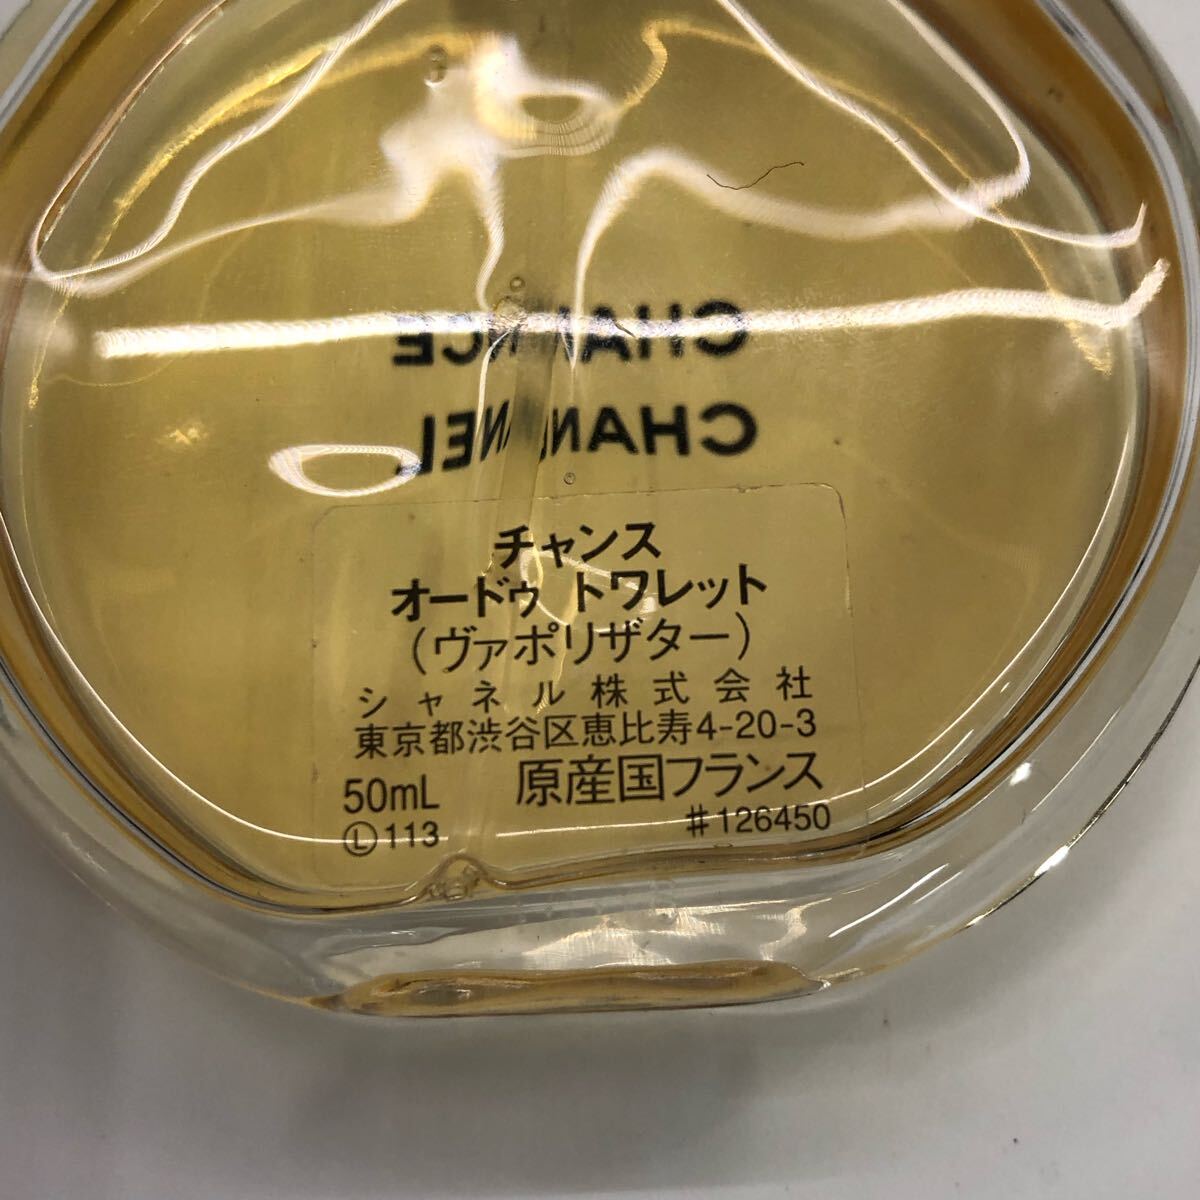 CHANCE
CHANEL
チャンス
オードゥ トワレット
(ヴァポリザター)
シャネル株式会社
東京都渋谷区恵比寿4-20-3
50mL 原産国フランス
Ⓛ113 #126450